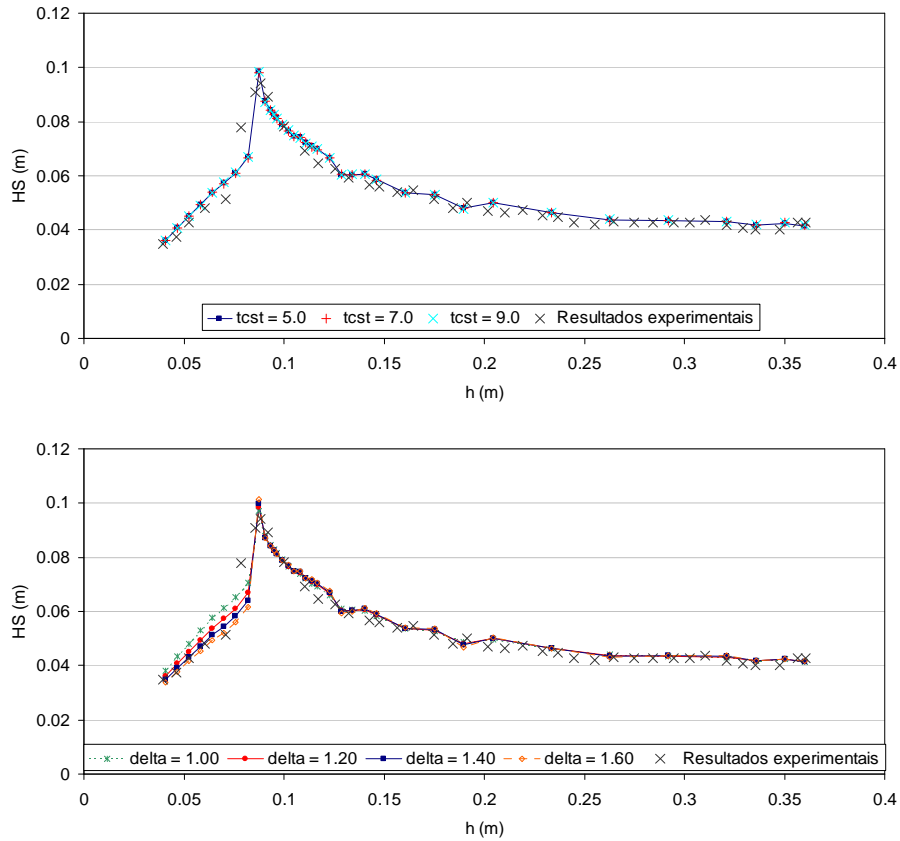 0.12
0.1
0.08
0.06
0.04
0.02
0
HS (m)
tcst = 5.0 tcst = 7.0 tcst = 9.0 Resultados experimentais
0 0.05 0.1 0.15 0.2 0.25 0.3 0.35 0.4
h (m)
0.12
0.1
0.08
0.06
0.04
0.02
0
HS (m)
delta = 1.00 delta = 1.20 delta = 1.40 delta = 1.60 Resultados experimentais
0 0.05 0.1 0.15 0.2 0.25 0.3 0.35 0.4
h (m)